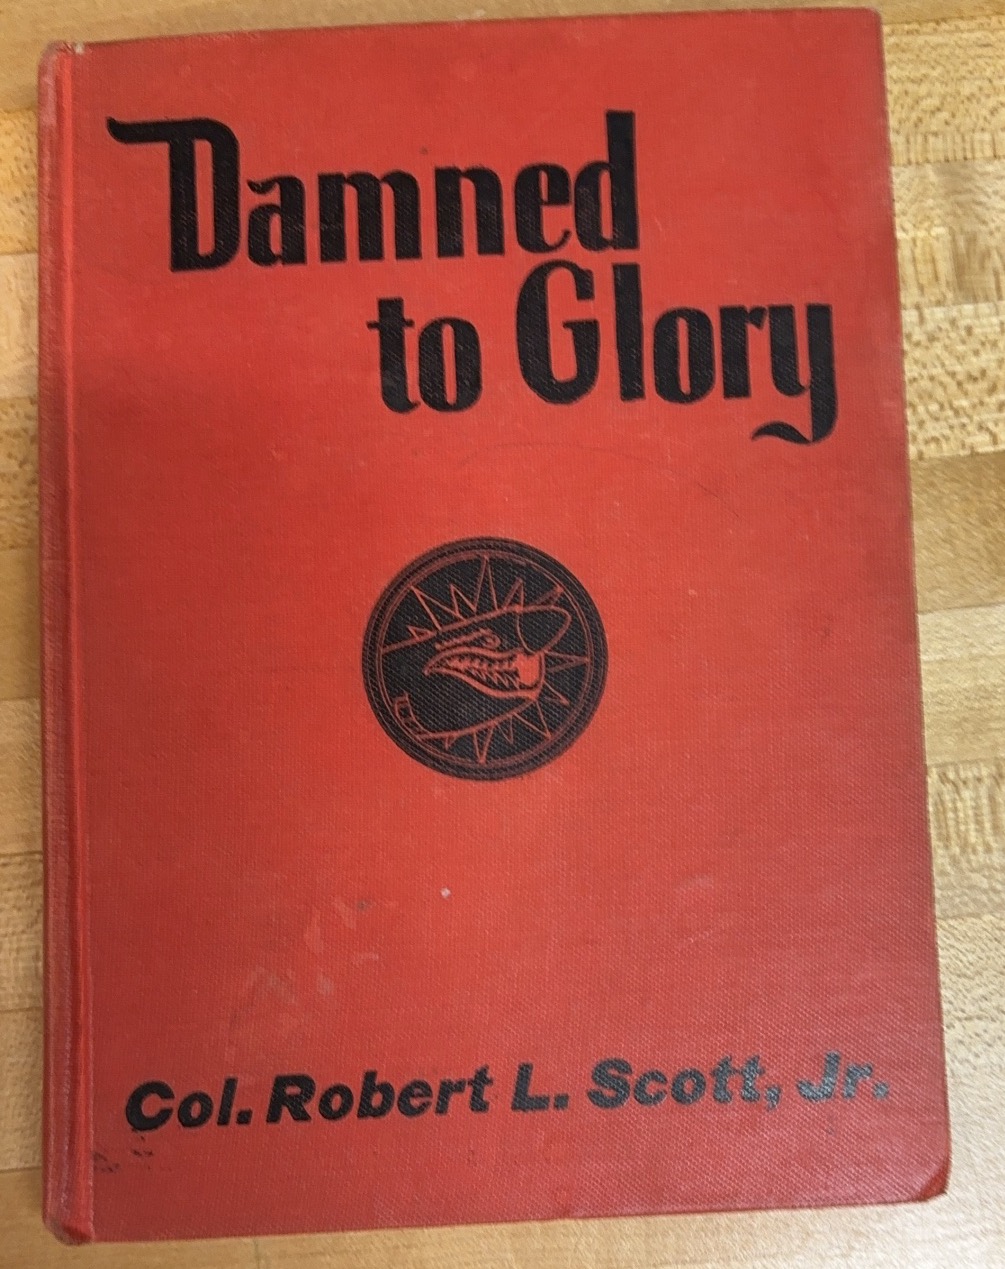 Damned
to Glory
Col. Robert L. Scott, Jr.